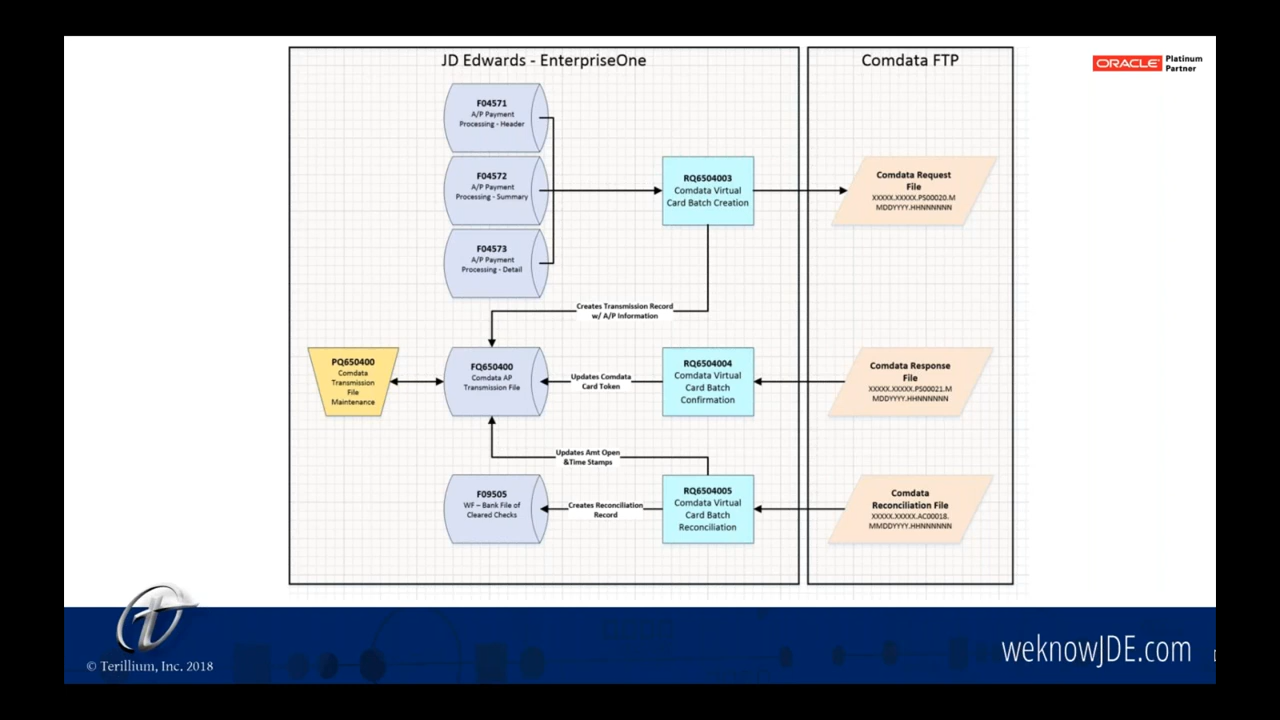 JD Edwards - EnterpriseOne
Comdata FTP
ORACLE
Platinum
Partner
F04571
A/P Payment
Processing - Header
F04572
A/P Payment
Processing - Summary
RQ6504003
Comdata Virtual
Card Batch Creation
Comdata Request
File
XXXXX.XXXXX.PS00020.M
MDDYYYY.HHNNNNNN
F04573
A/P Payment
Processing - Detail
Creates Transmission Record
w/ A/P Information
PQ650400
Comdata
Transmission
File
Maintenance
FQ650400
Comdata AP
Transmission File
Updates Comdata
Card Token
RQ6504004
Comdata Virtual
Card Batch
Confirmation
Comdata Response
File
XXXXX.XXXXX.PS00021.M
MDDYYYY.HHNNNNNN
Updates Amt Open
&Time Stamps
F09505
WF – Bank File of
Cleared Checks
Creates Reconciliation
Record
RQ6504005
Comdata Virtual
Card Batch
Reconciliation
Comdata
Reconciliation File
XXXXX.XXXXX.AC00018.
MMDDYYYY.HHNNNNNN
© Terillium, Inc. 2018
weknowJDE.com